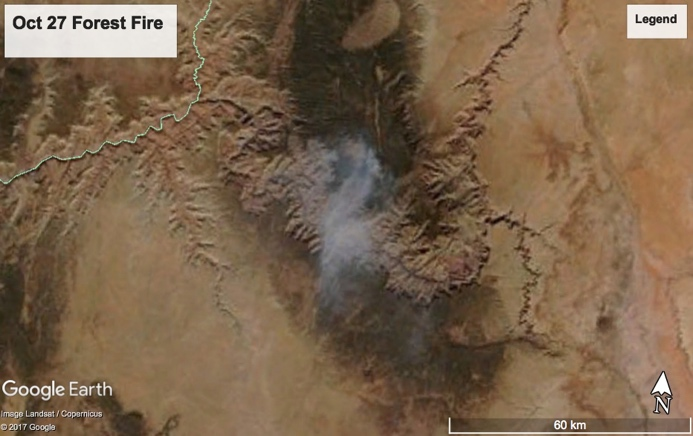 Oct 27 Forest Fire
Legend
Google Earth
Image Landsat / Copernicus
© 2017 Google
N
60 km